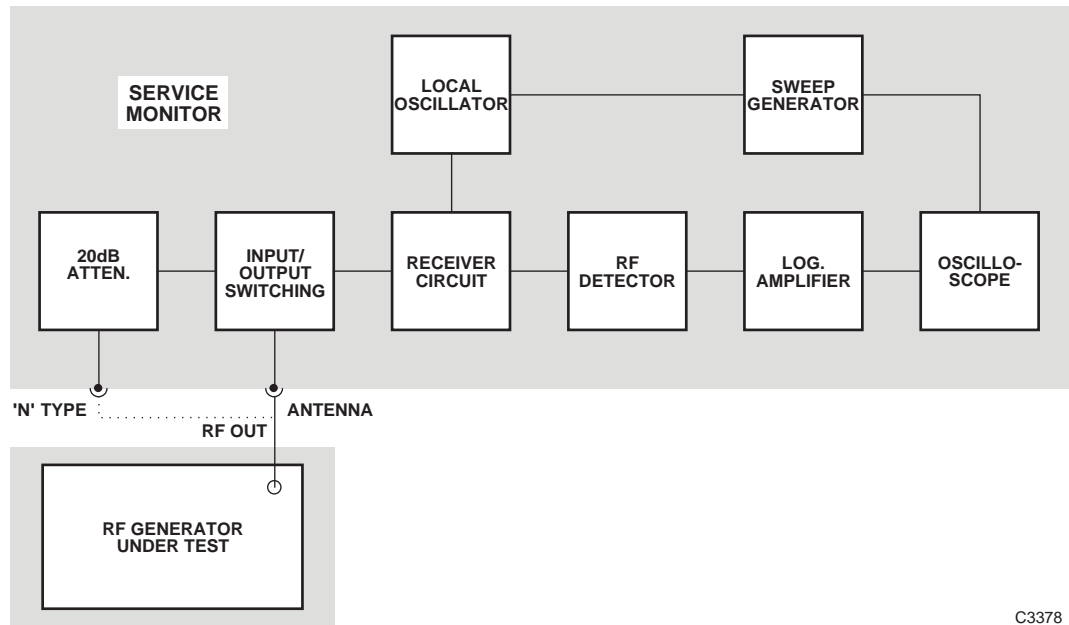 SERVICE
MONITOR
LOCAL
OSCILLATOR
SWEEP
GENERATOR
20dB
ATTEN.
INPUT/
OUTPUT
SWITCHING
RECEIVER
CIRCUIT
RF
DETECTOR
LOG.
AMPLIFIER
OSCILLO-
SCOPE
'N' TYPE
ANTENNA
RF OUT
RF GENERATOR
UNDER TEST
C3378